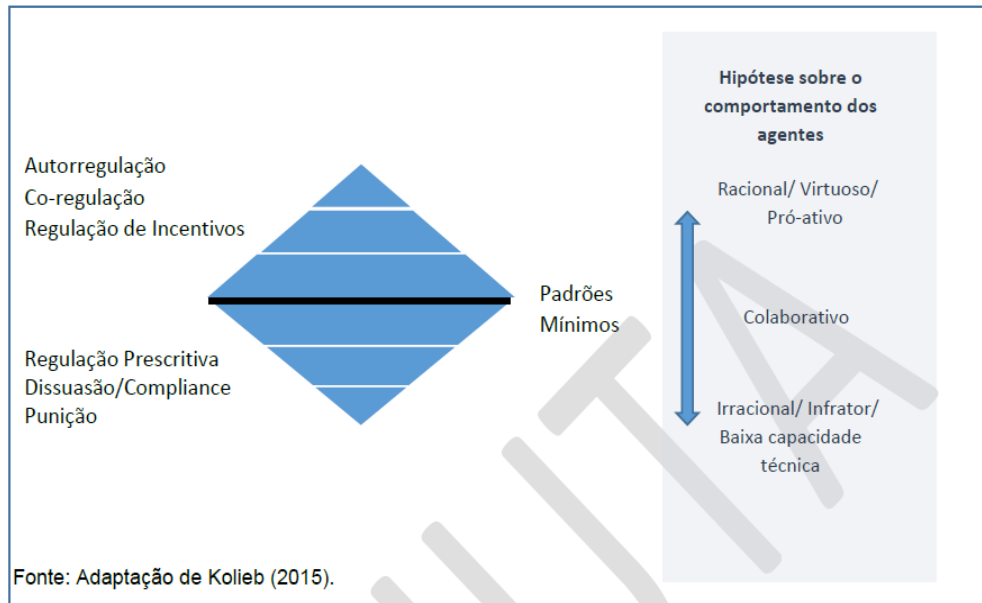 Autorregulação
Co-regulação
Regulação de Incentivos
Regulação Prescritiva
Dissuasão/Compliance
Punição
Padrões
Mínimos
Hipótese sobre o
comportamento dos
agentes
Racional/ Virtuoso/
Pró-ativo
Colaborativo
Irracional/ Infrator/
Baixa capacidade
técnica
Fonte: Adaptação de Kolieb (2015).